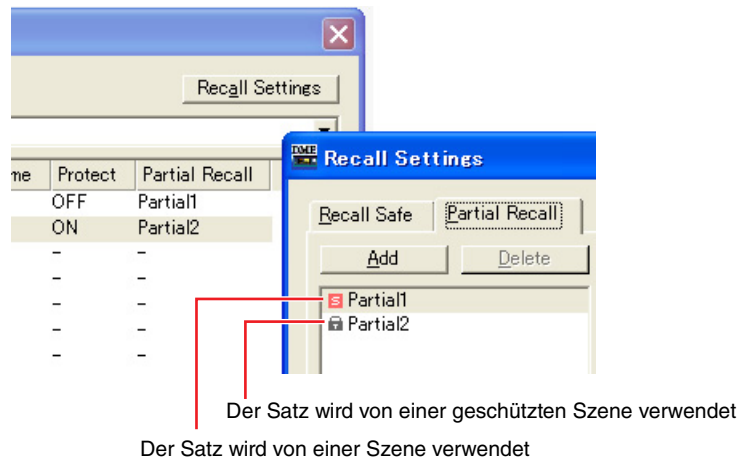 Recall Settings
me Protect Partial Recall
OFF Partial1
ON Partial2
- -
- -
- -
- -
- -
DME Recall Settings
Recall Safe Partial Recall
Add Delete
S Partial1
Partial2
Der Satz wird von einer geschützten Szene verwendet
Der Satz wird von einer Szene verwendet